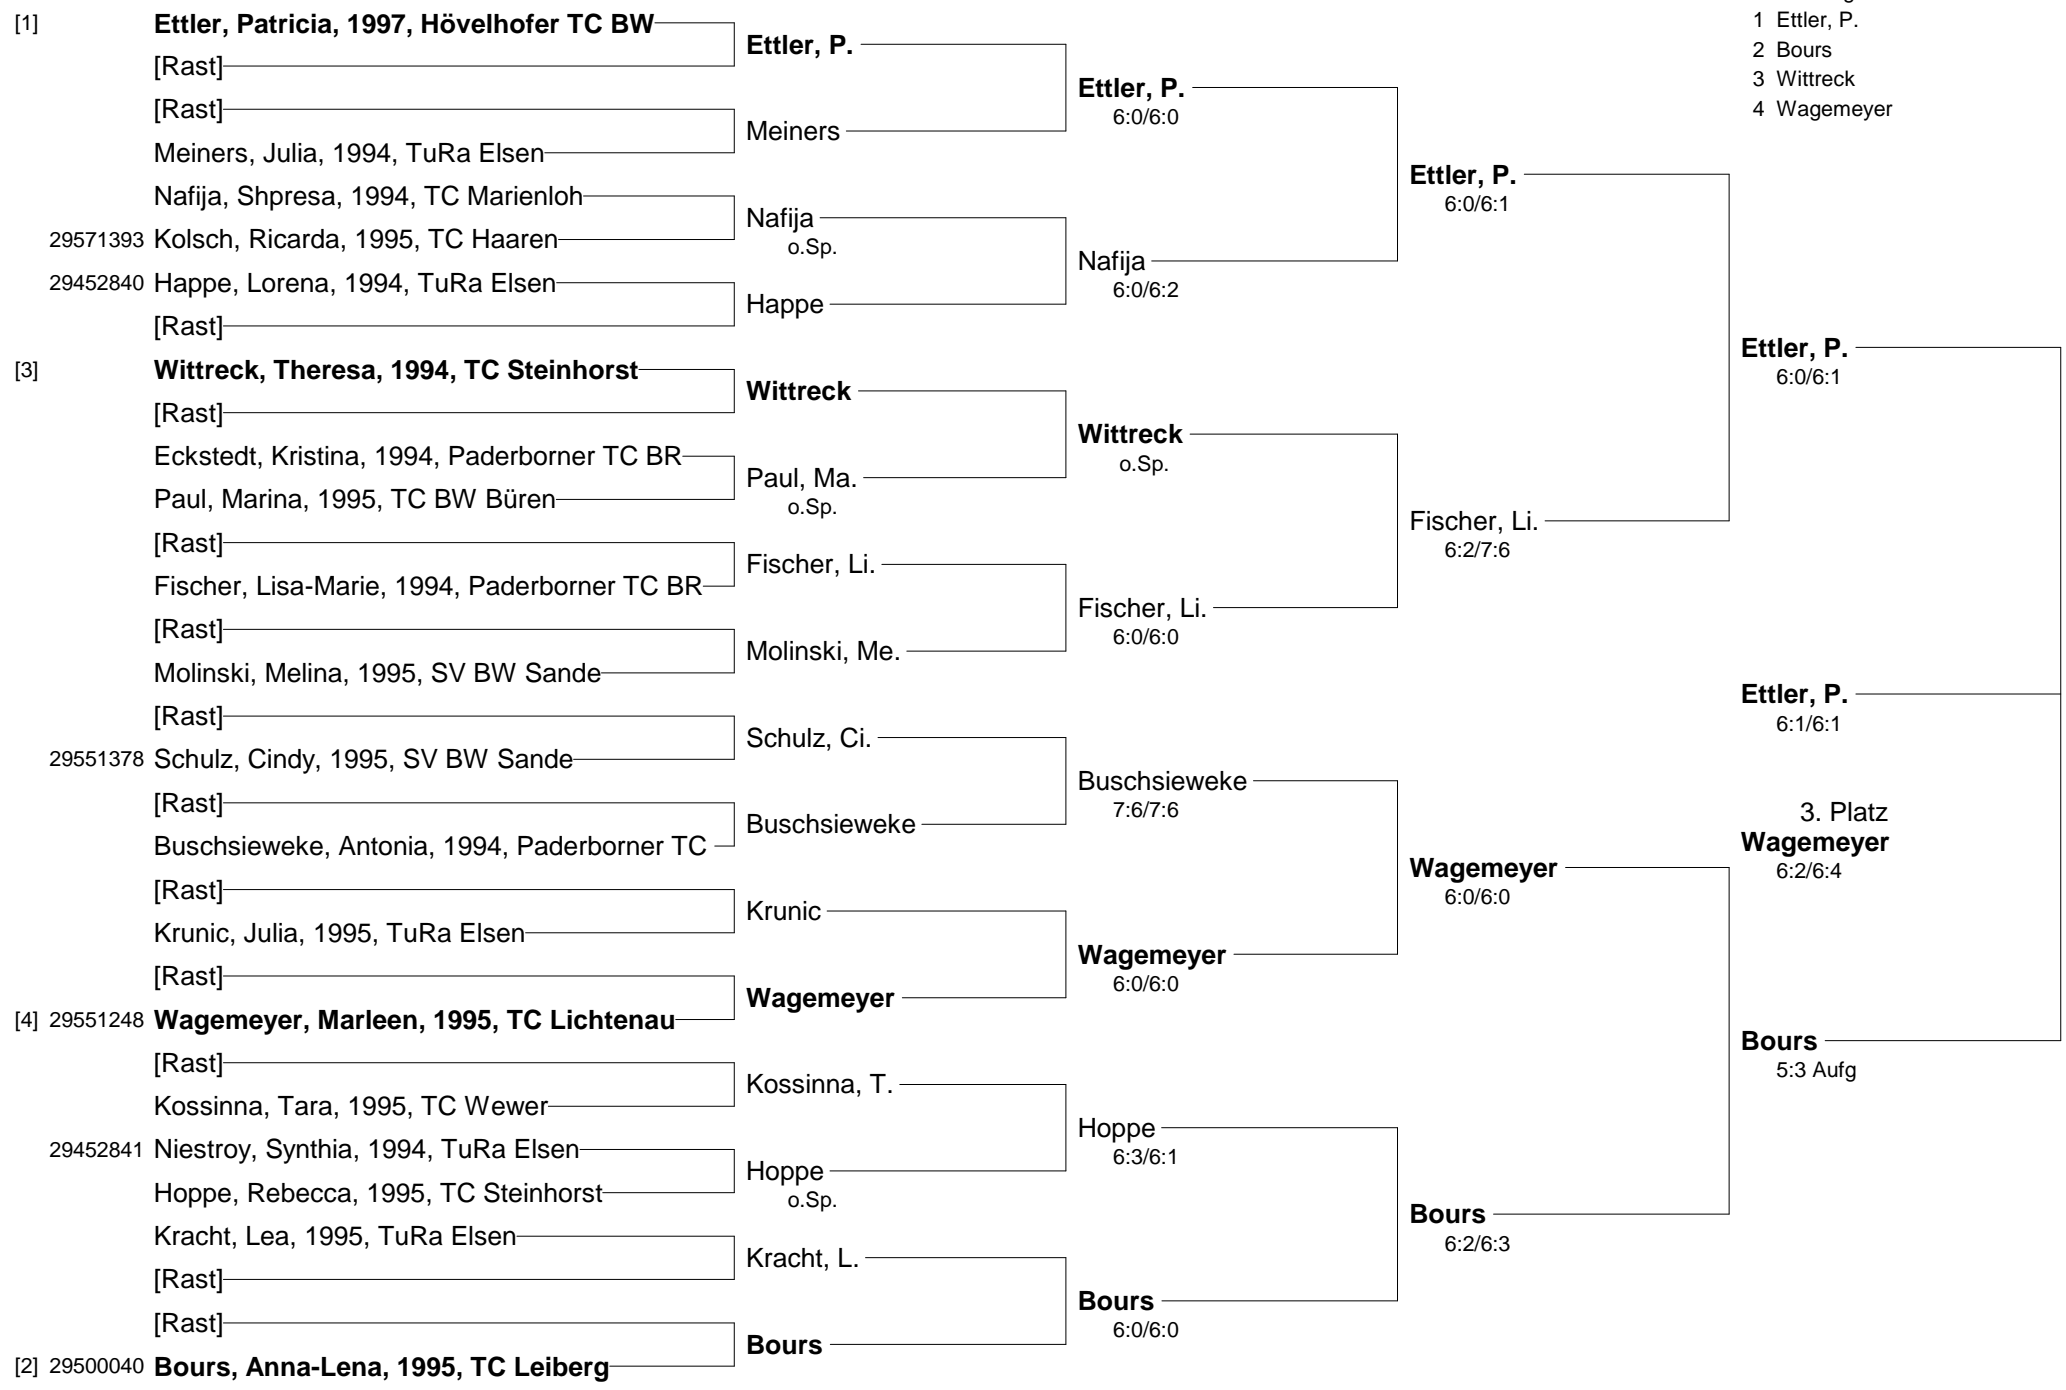 [1] Ettler, Patricia, 1997, Hövelhofer TC BW
[Rast]
[Rast]
Meiners, Julia, 1994, TuRa Elsen
Nafija, Shpresa, 1994, TC Marienloh
29571393 Kolsch, Ricarda, 1995, TC Haaren
29452840 Happe, Lorena, 1994, TuRa Elsen
[Rast]
[3] Wittreck, Theresa, 1994, TC Steinhorst
[Rast]
Eckstedt, Kristina, 1994, Paderborner TC BR
Paul, Marina, 1995, TC BW Büren
[Rast]
Fischer, Lisa-Marie, 1994, Paderborner TC BR
[Rast]
Molinski, Melina, 1995, SV BW Sande
[Rast]
29551378 Schulz, Cindy, 1995, SV BW Sande
[Rast]
Buschsieweke, Antonia, 1994, Paderborner TC
[Rast]
Krunic, Julia, 1995, TuRa Elsen
[Rast]
[4] 29551248 Wagemeyer, Marleen, 1995, TC Lichtenau
[Rast]
Kossinna, Tara, 1995, TC Wewer
29452841 Niestroy, Synthia, 1994, TuRa Elsen
Hoppe, Rebecca, 1995, TC Steinhorst
Kracht, Lea, 1995, TuRa Elsen
[Rast]
[Rast]
[2] 29500040 Bours, Anna-Lena, 1995, TC Leiberg
Ettler, P.
Meiners
Nafija
o.Sp.
Happe
Wittreck
Paul, Ma.
o.Sp.
Fischer, Li.
Molinski, Me.
Schulz, Ci.
Buschsieweke
Krunic
Wagemeyer
Kossinna, T.
Hoppe
o.Sp.
Kracht, L.
Bours
Ettler, P.
6:0/6:0
Nafija
6:0/6:2
Wittreck
o.Sp.
Fischer, Li.
6:0/6:0
Buschsieweke
7:6/7:6
Wagemeyer
6:0/6:0
Hoppe
6:3/6:1
Bours
6:0/6:0
Ettler, P.
6:0/6:1
Fischer, Li.
6:2/7:6
Wagemeyer
6:0/6:0
Bours
6:2/6:3
1 Ettler, P.
2 Bours
3 Wittreck
4 Wagemeyer
Ettler, P.
6:0/6:1
Ettler, P.
6:1/6:1
3. Platz
Wagemeyer
6:2/6:4
Bours
5:3 Aufg